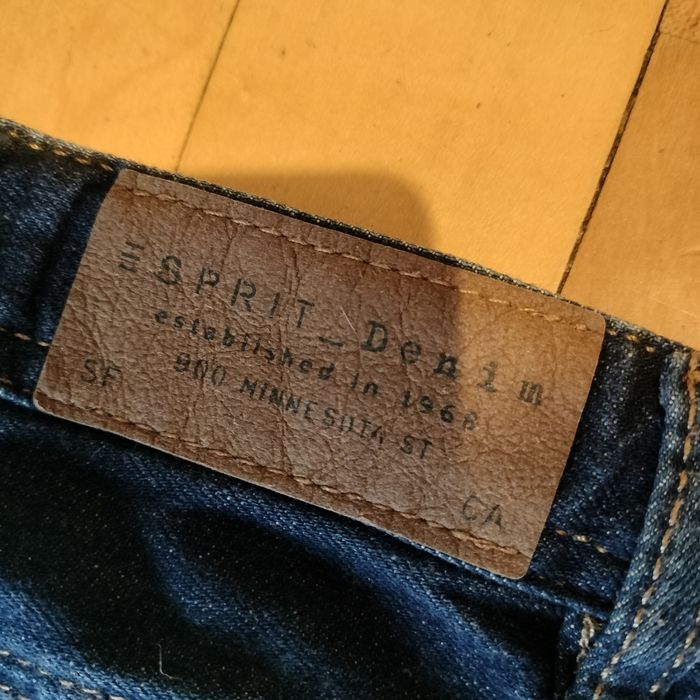 ESPRIT_Denim
established in 1968
SF 900 MINNESOTA ST
CA